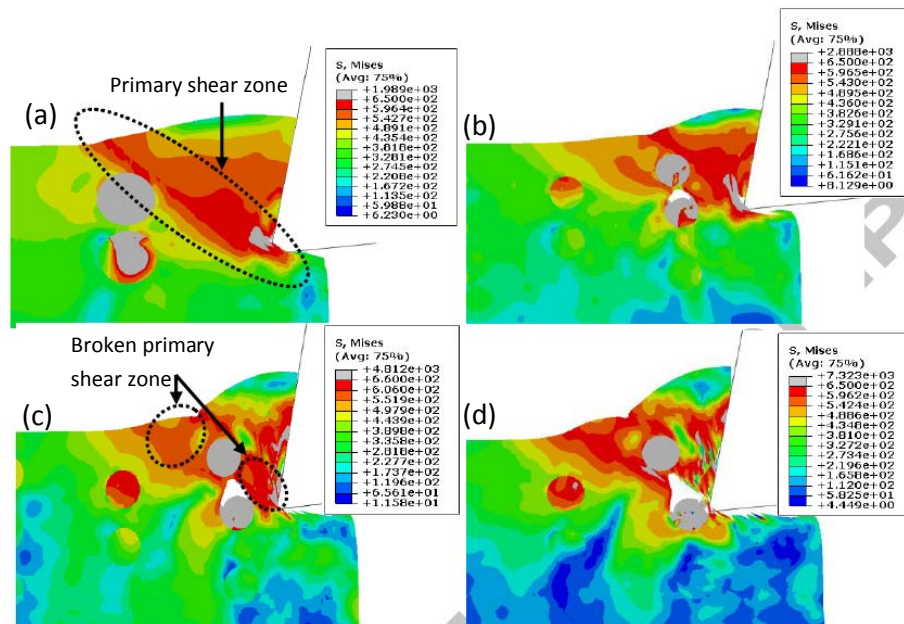 Primary shear zone
(a)
S, Mises
(Avg: 75%)
+1.989e+03
+6.500e+02
+5.964e+02
+5.427e+02
+4.891e+02
+4.354e+02
+3.818e+02
+3.281e+02
+2.745e+02
+2.208e+02
+1.672e+02
+1.135e+02
+5.988e+01
+6.230e+00
(b)
S, Mises
(Avg: 75%)
+2.888e+03
+6.500e+02
+5.965e+02
+5.430e+02
+4.895e+02
+4.360e+02
+3.826e+02
+3.291e+02
+2.756e+02
+2.221e+02
+1.686e+02
+1.151e+02
+6.162e+01
+8.129e+00
Broken primary
shear zone
(c)
S, Mises
(Avg: 75%)
+4.812e+03
+6.600e+02
+6.060e+02
+5.519e+02
+4.979e+02
+4.439e+02
+3.898e+02
+3.358e+02
+2.818e+02
+2.277e+02
+1.737e+02
+1.196e+02
+6.561e+01
+1.158e+01
(d)
S, Mises
(Avg: 75%)
+7.323e+03
+6.500e+02
+5.962e+02
+5.424e+02
+4.886e+02
+4.348e+02
+3.810e+02
+3.272e+02
+2.734e+02
+2.196e+02
+1.658e+02
+1.120e+02
+5.825e+01
+4.449e+00